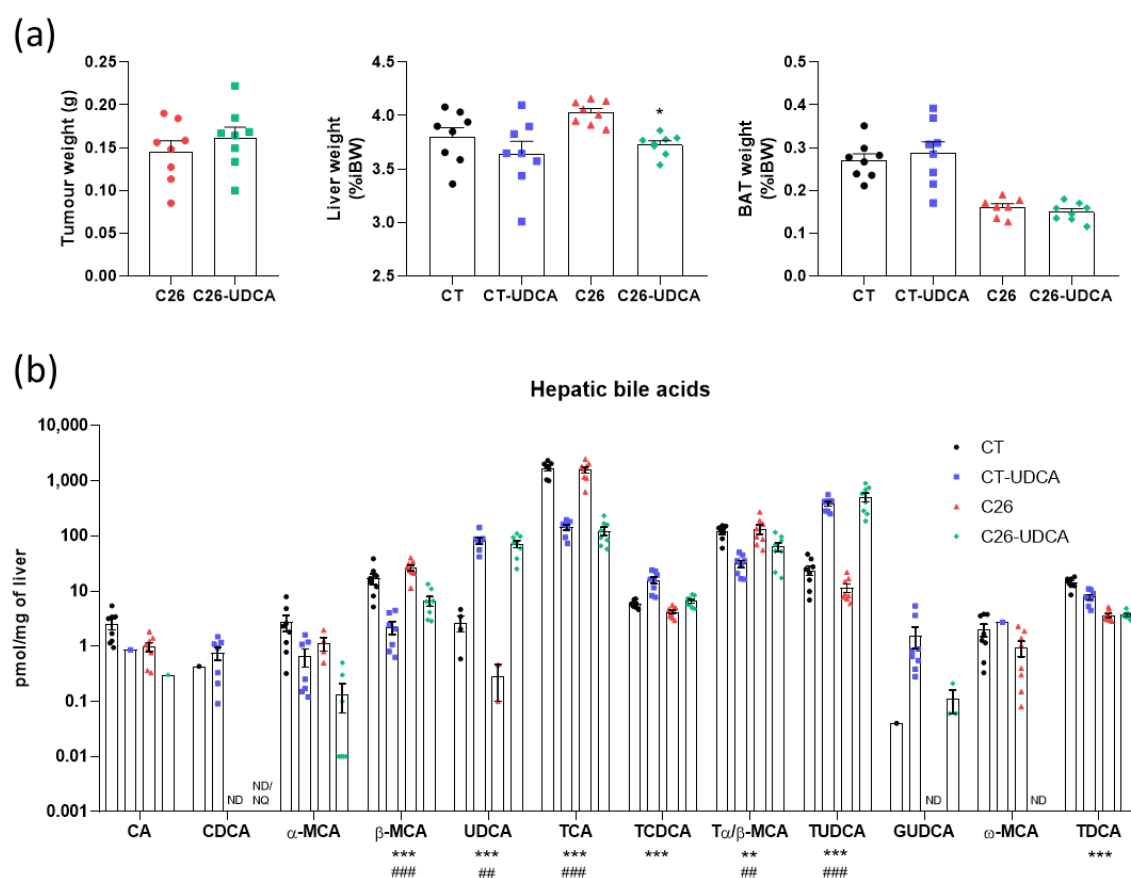 (a)
Tumour weight (g)
0.25
0.20
0.15
0.10
0.05
0.00
C26 C26-UDCA
Liver weight
(%iBW)
4.5
4.0
3.5
3.0
2.5
*
CT CT-UDCA C26 C26-UDCA
BAT weight
(%iBW)
0.5
0.4
0.3
0.2
0.1
0.0
CT CT-UDCA C26 C26-UDCA
(b)
Hepatic bile acids
pmol/mg of liver
10,000
1,000
100
10
1
0.1
0.01
0.001
CT
CT-UDCA
C26
C26-UDCA
ND
ND/
NQ
ND
ND
CA CDCA α-MCA β-MCA UDCA TCA TCDCA Tα/β-MCA TUDCA GUDCA ω-MCA TDCA
*** *** *** *** ** *** ***
### ## ### ## ###